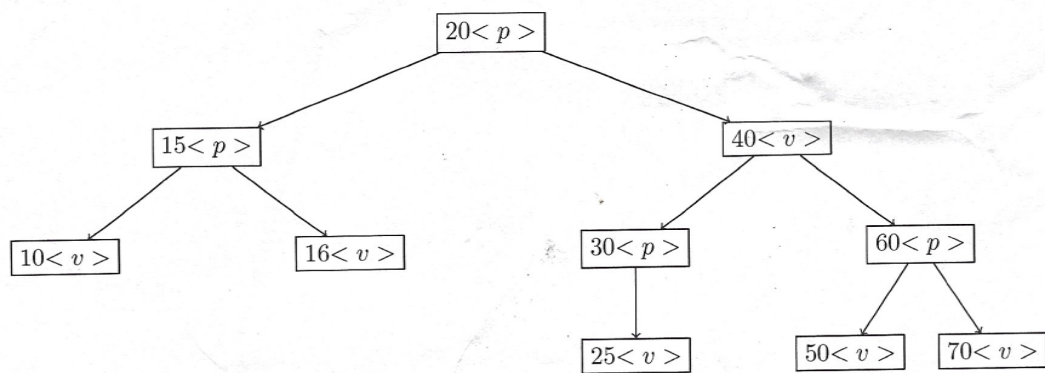 20< p >
15< p >
40< v >
10< v >
16< v >
30< p >
60< p >
25< v >
50< v >
70< v >